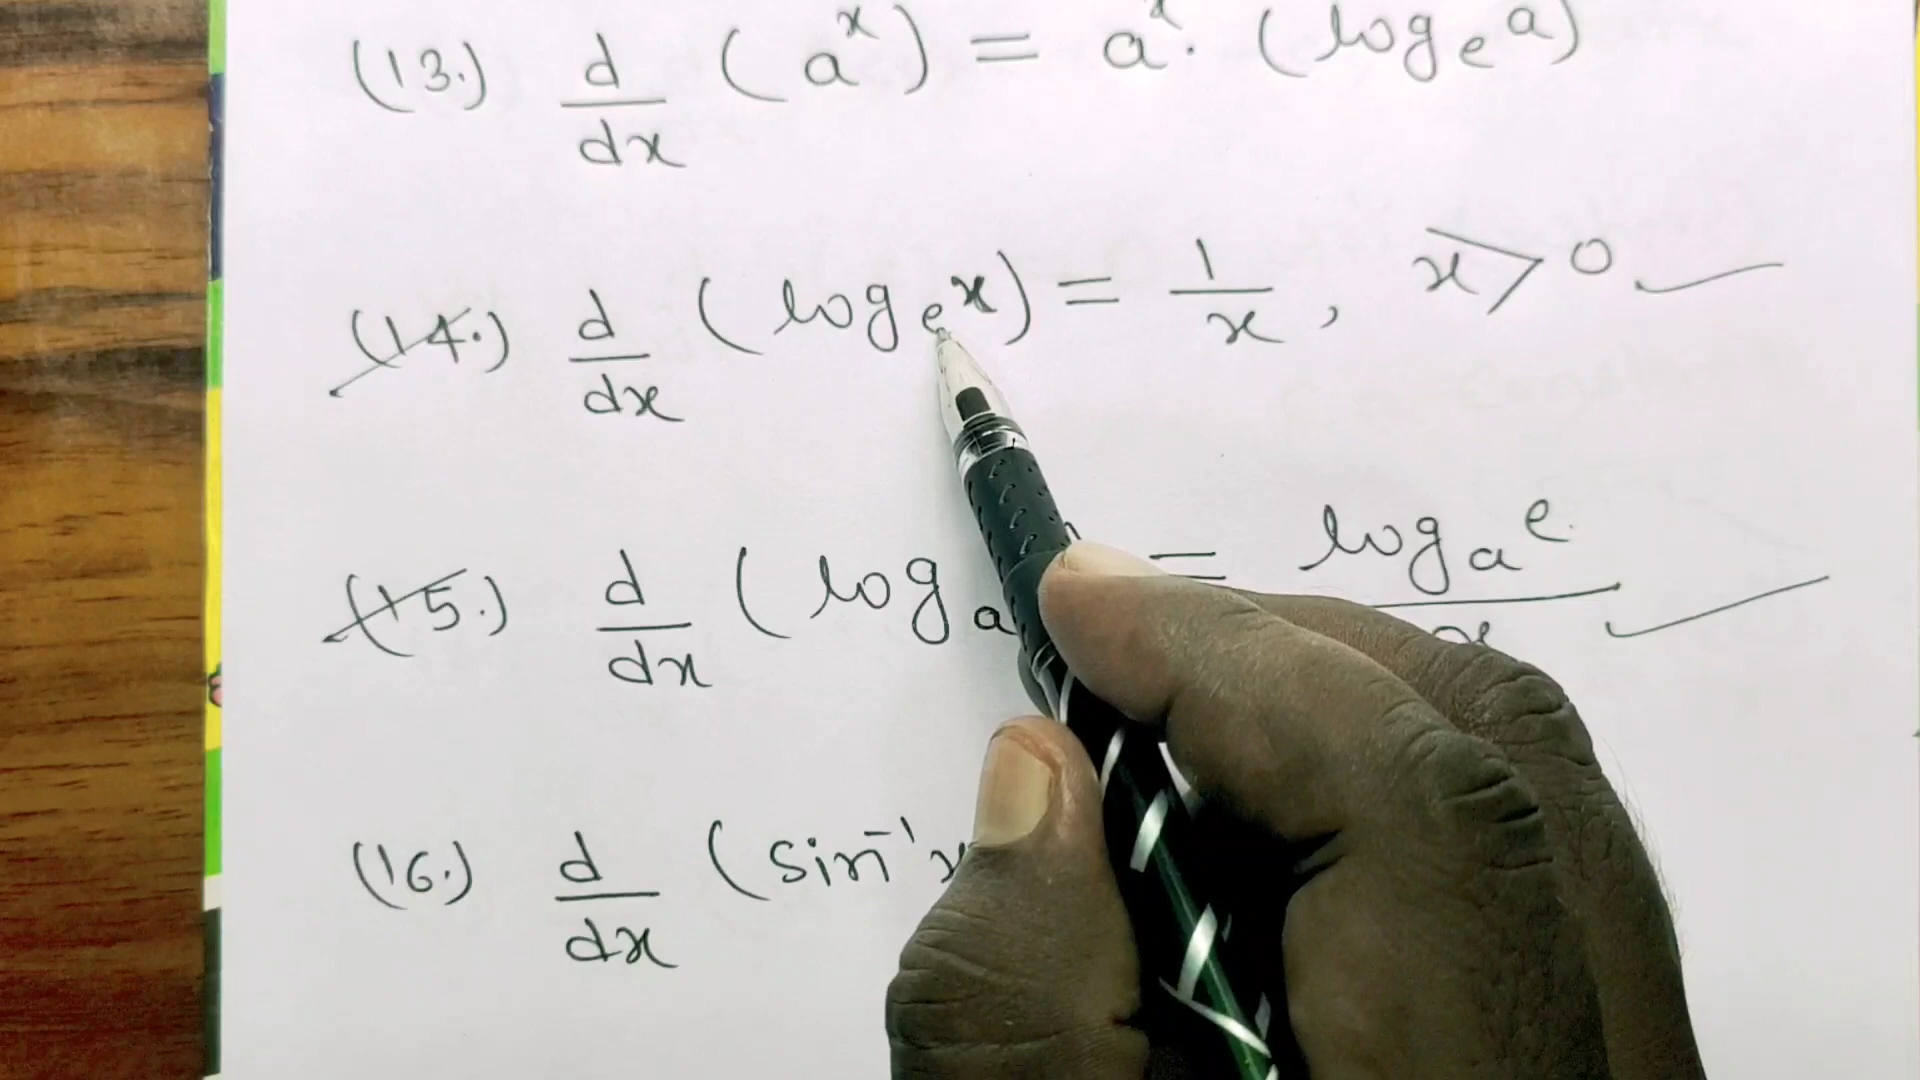 (13.) d/dx (a^x) = a^x. (log_e a)
(14.) d/dx (log_e x) = 1/x, x > 0
(15.) d/dx (log_a = log_a e / x
(16.) d/dx (sin^-1 x